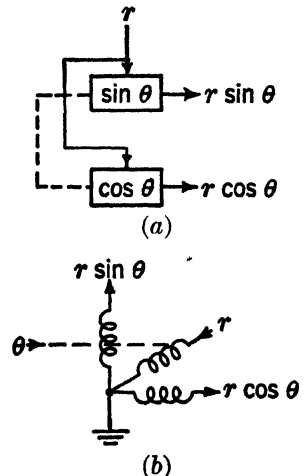 r
sin θ r sin θ
cos θ r cos θ
(a)
r sin θ
r
θ
r cos θ
(b)